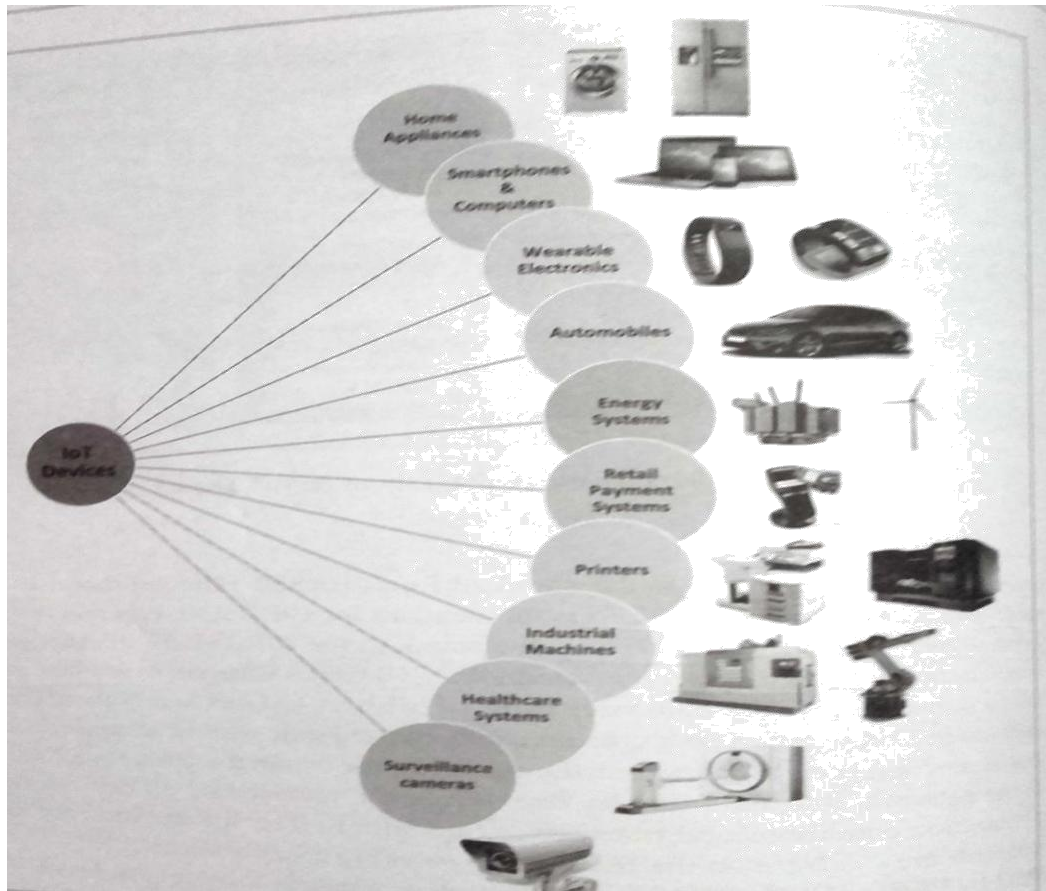 Home
Appliances
Smartphones
&
Computers
Wearable
Electronics
Automobiles
Energy
Systems
IoT
Devices
Retail
Payment
Systems
Printers
Industrial
Machines
Healthcare
Systems
Surveillance
cameras